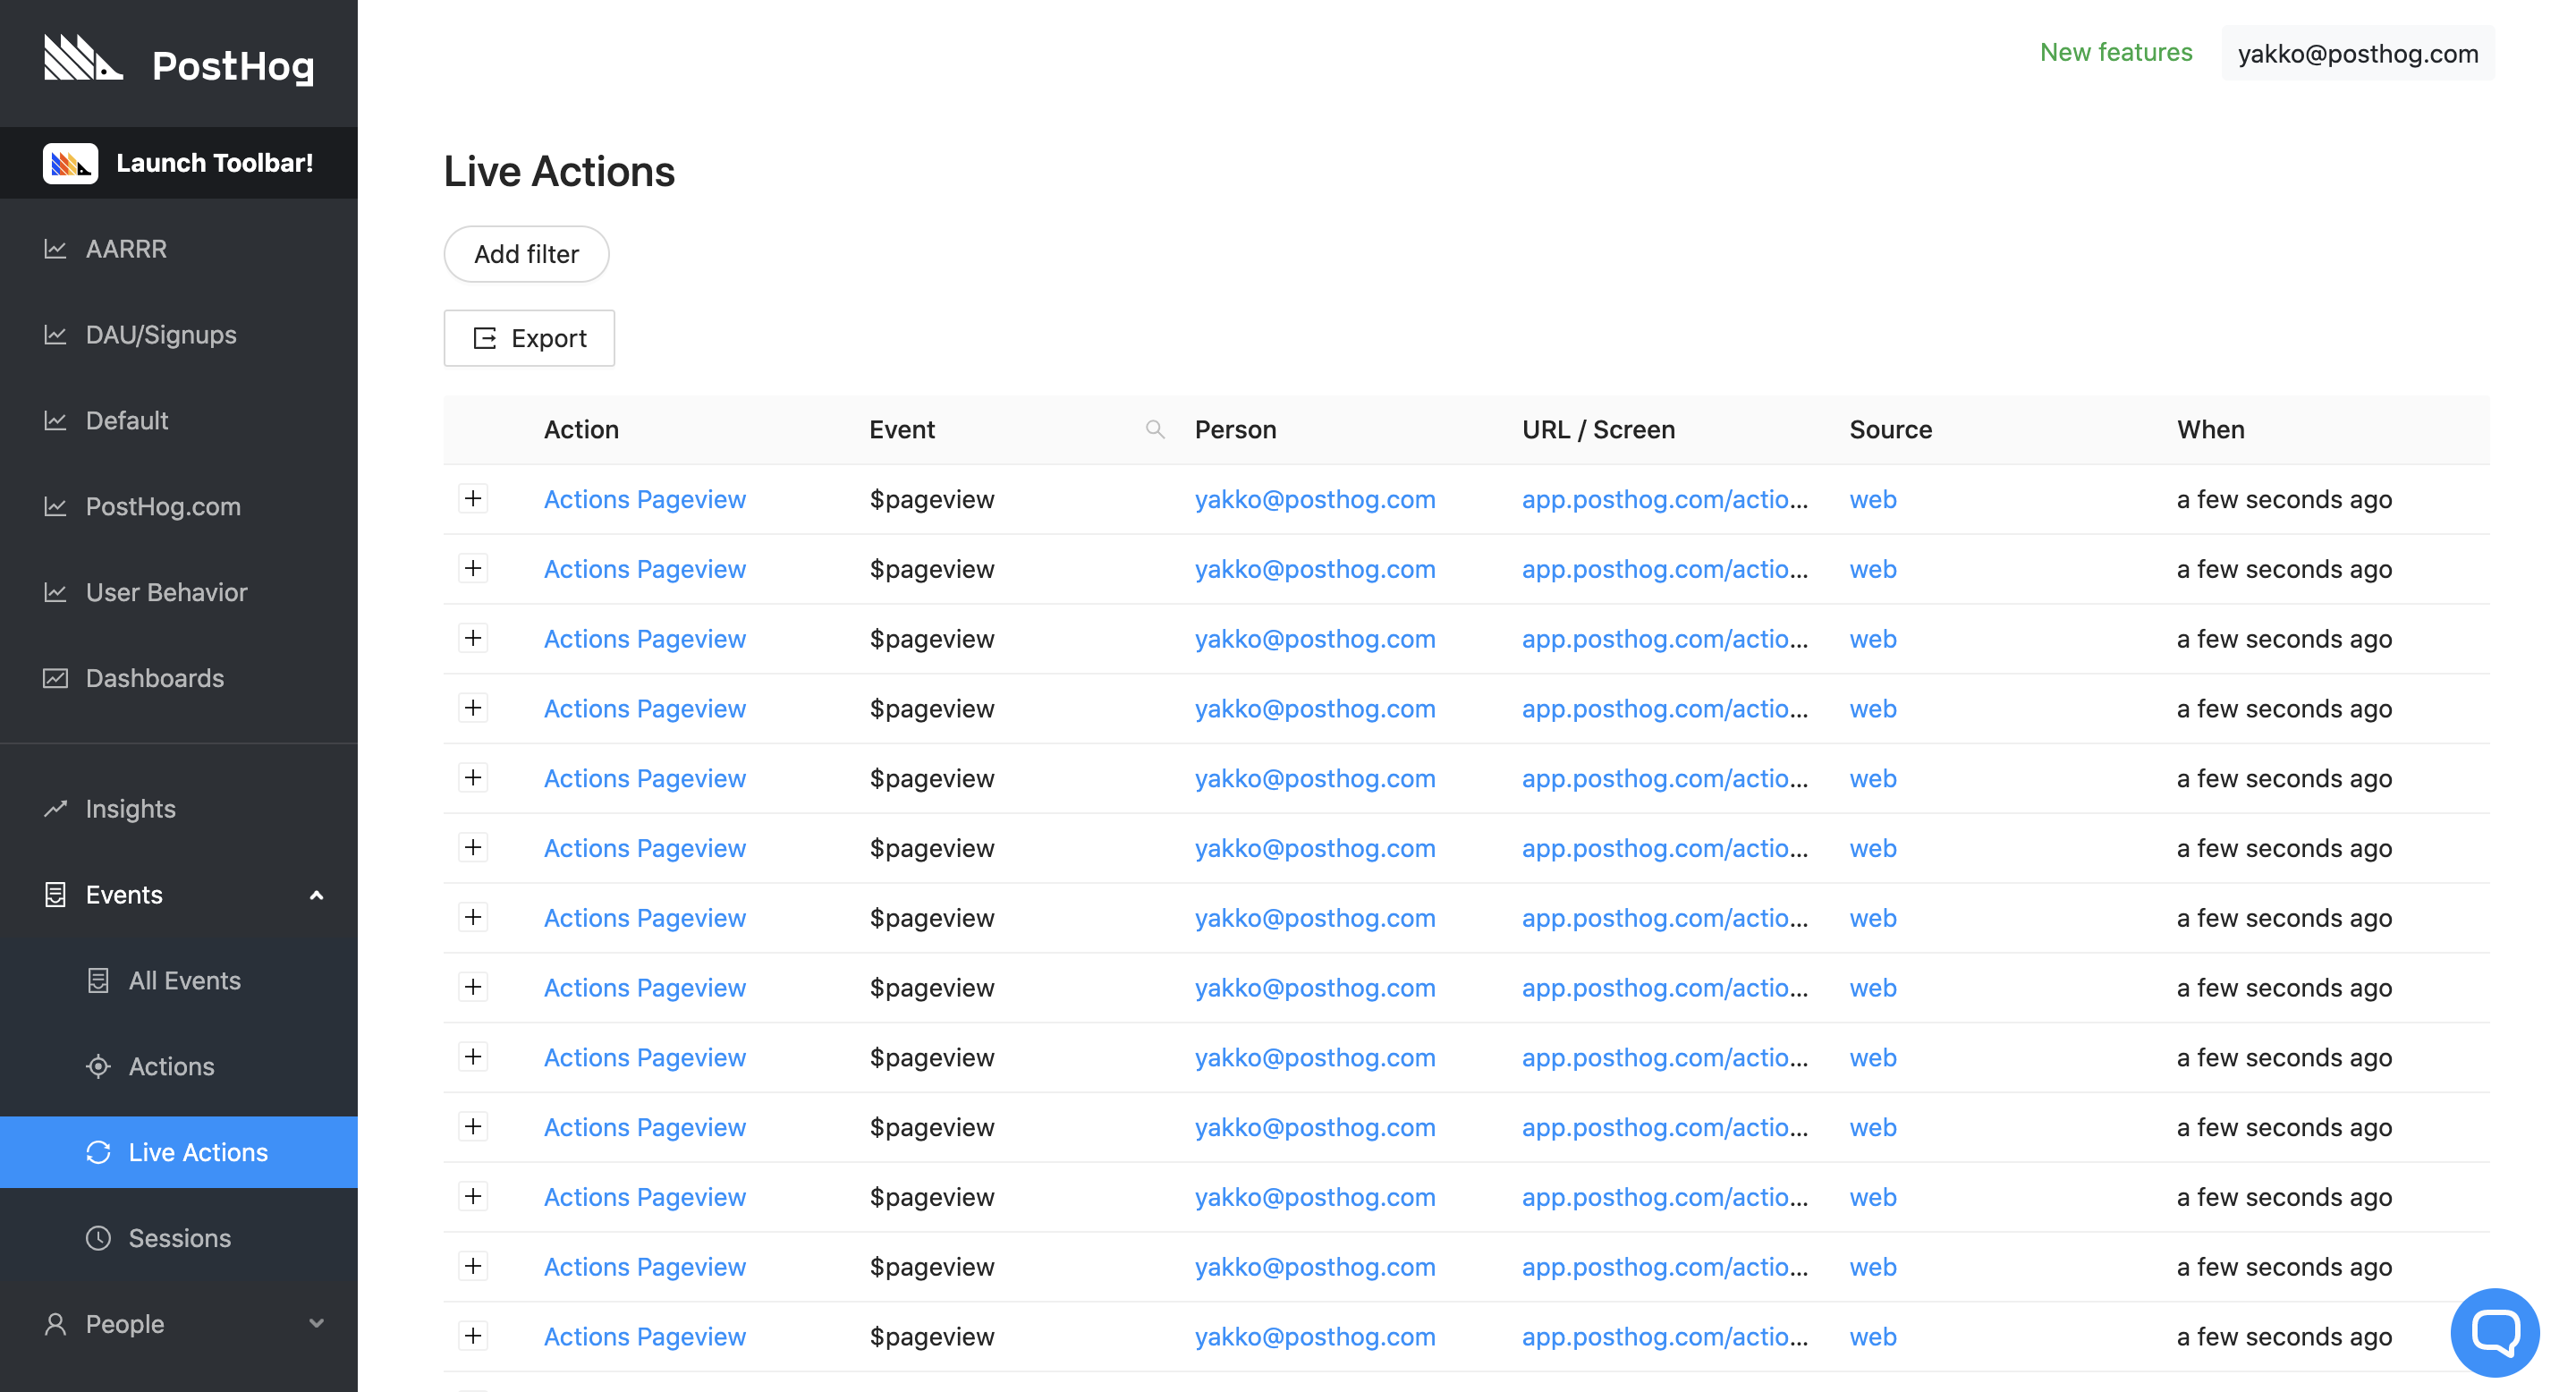 PostHog
New features
yakko@posthog.com
Launch Toolbar!
AARRR
DAU/Signups
Default
PostHog.com
User Behavior
Dashboards
Insights
Events
All Events
Actions
Live Actions
Sessions
People
Live Actions
Add filter
Export
Action Event Person URL / Screen Source When
Actions Pageview $pageview yakko@posthog.com app.posthog.com/actio... web a few seconds ago
Actions Pageview $pageview yakko@posthog.com app.posthog.com/actio... web a few seconds ago
Actions Pageview $pageview yakko@posthog.com app.posthog.com/actio... web a few seconds ago
Actions Pageview $pageview yakko@posthog.com app.posthog.com/actio... web a few seconds ago
Actions Pageview $pageview yakko@posthog.com app.posthog.com/actio... web a few seconds ago
Actions Pageview $pageview yakko@posthog.com app.posthog.com/actio... web a few seconds ago
Actions Pageview $pageview yakko@posthog.com app.posthog.com/actio... web a few seconds ago
Actions Pageview $pageview yakko@posthog.com app.posthog.com/actio... web a few seconds ago
Actions Pageview $pageview yakko@posthog.com app.posthog.com/actio... web a few seconds ago
Actions Pageview $pageview yakko@posthog.com app.posthog.com/actio... web a few seconds ago
Actions Pageview $pageview yakko@posthog.com app.posthog.com/actio... web a few seconds ago
Actions Pageview $pageview yakko@posthog.com app.posthog.com/actio... web a few seconds ago
Actions Pageview $pageview yakko@posthog.com app.posthog.com/actio... web a few seconds ago